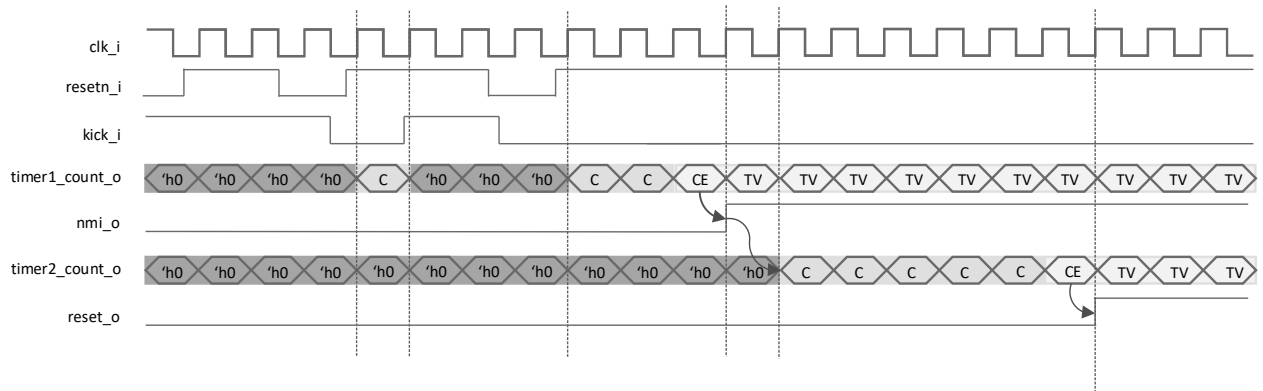 clk_i
resetn_i
kick_i
timer1_count_o 'h0 'h0 'h0 'h0 C 'h0 'h0 'h0 C C CE TV TV TV TV TV TV TV TV TV TV
nmi_o
timer2_count_o 'h0 'h0 'h0 'h0 'h0 'h0 'h0 'h0 'h0 'h0 'h0 'h0 C C C C C CE TV TV TV
reset_o